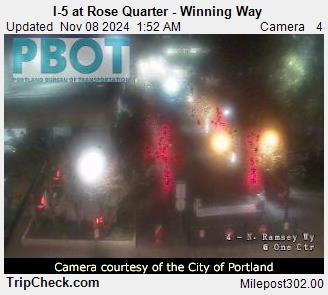 I-5 at Rose Quarter - Winning Way
Updated Nov 08 2024 1:52 AM Camera 4
PBOT
PORTLAND BUREAU OF TRANSPORTATION
4 - N. Ramsey Wy
@ One Ctr
Camera courtesy of the City of Portland
TripCheck.com Milepost302.00